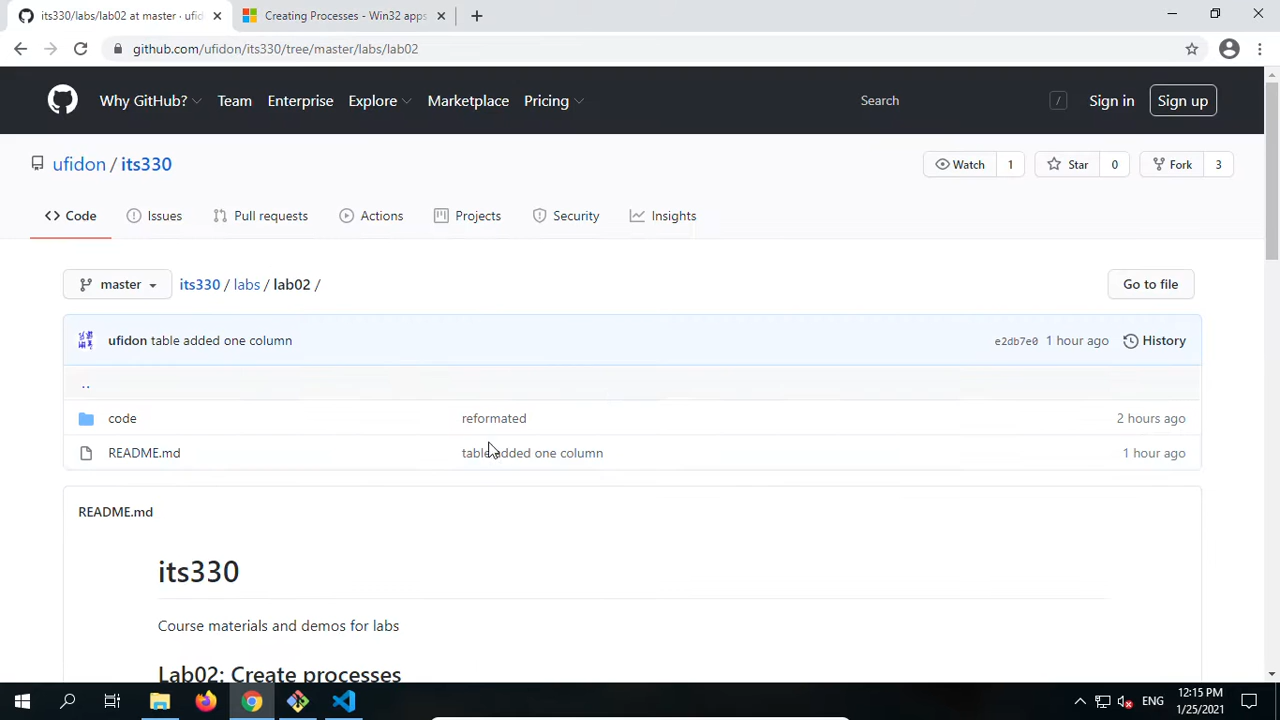 its330/labs/lab02 at master · ufid
Creating Processes - Win32 apps
github.com/ufidon/its330/tree/master/labs/lab02
Why GitHub?
Team
Enterprise
Explore
Marketplace
Pricing
Search
/
Sign in
Sign up
ufidon / its330
Watch 1
Star 0
Fork 3
Code
Issues
Pull requests
Actions
Projects
Security
Insights
master
its330 / labs / lab02 /
Go to file
ufidon table added one column
e2db7e0 1 hour ago
History
..
code
reformated
2 hours ago
README.md
table added one column
1 hour ago
README.md
its330
Course materials and demos for labs
Lab02: Create processes
ENG
12:15 PM
1/25/2021